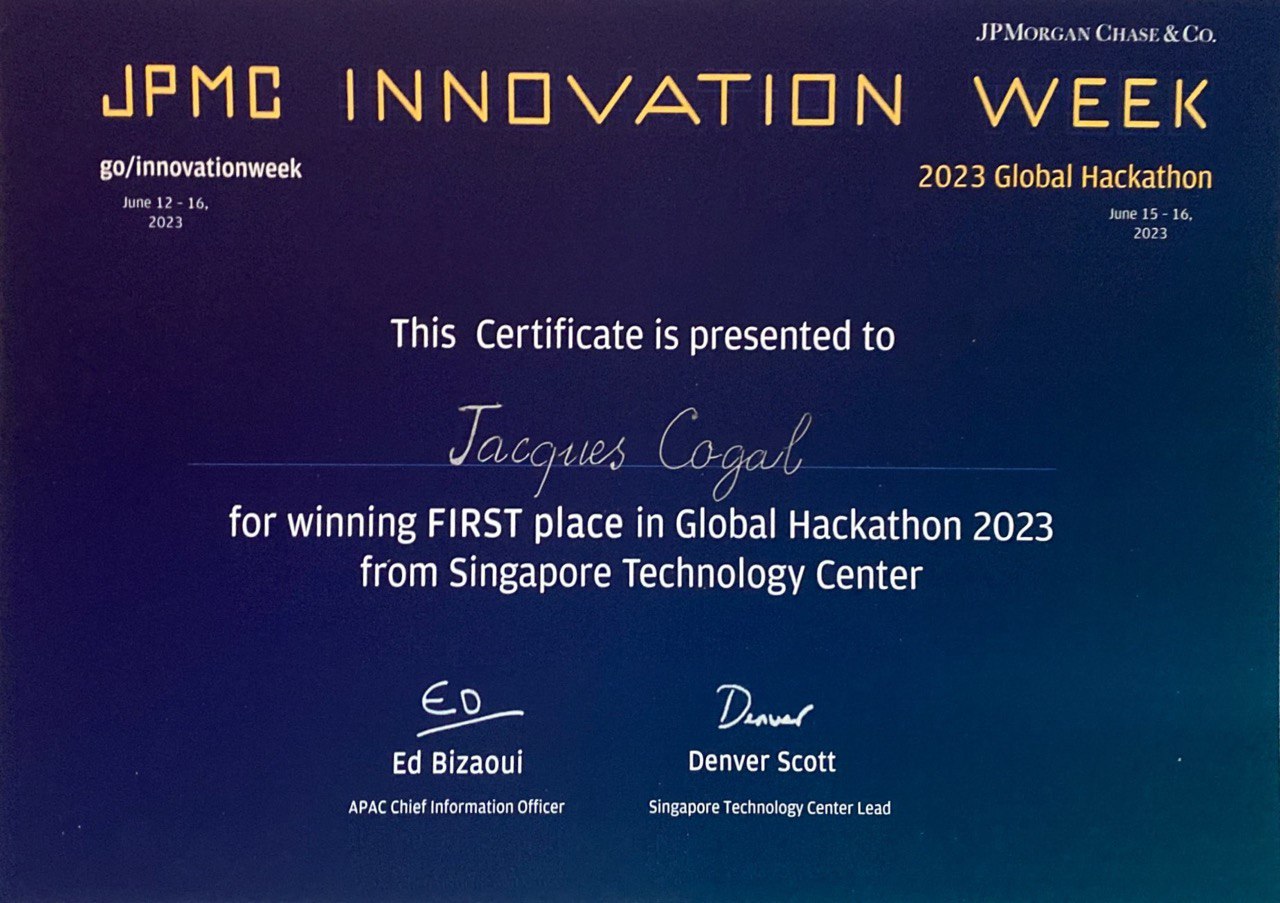 JPMORGAN CHASE & CO.
JPMC INNOVATION WEEK
go/innovationweek
June 12 - 16,
2023
2023 Global Hackathon
June 15 - 16,
2023
This Certificate is presented to
Jacques Cogal
for winning FIRST place in Global Hackathon 2023
from Singapore Technology Center
ED
Denver
Ed Bizaoui
Denver Scott
APAC Chief Information Officer
Singapore Technology Center Lead